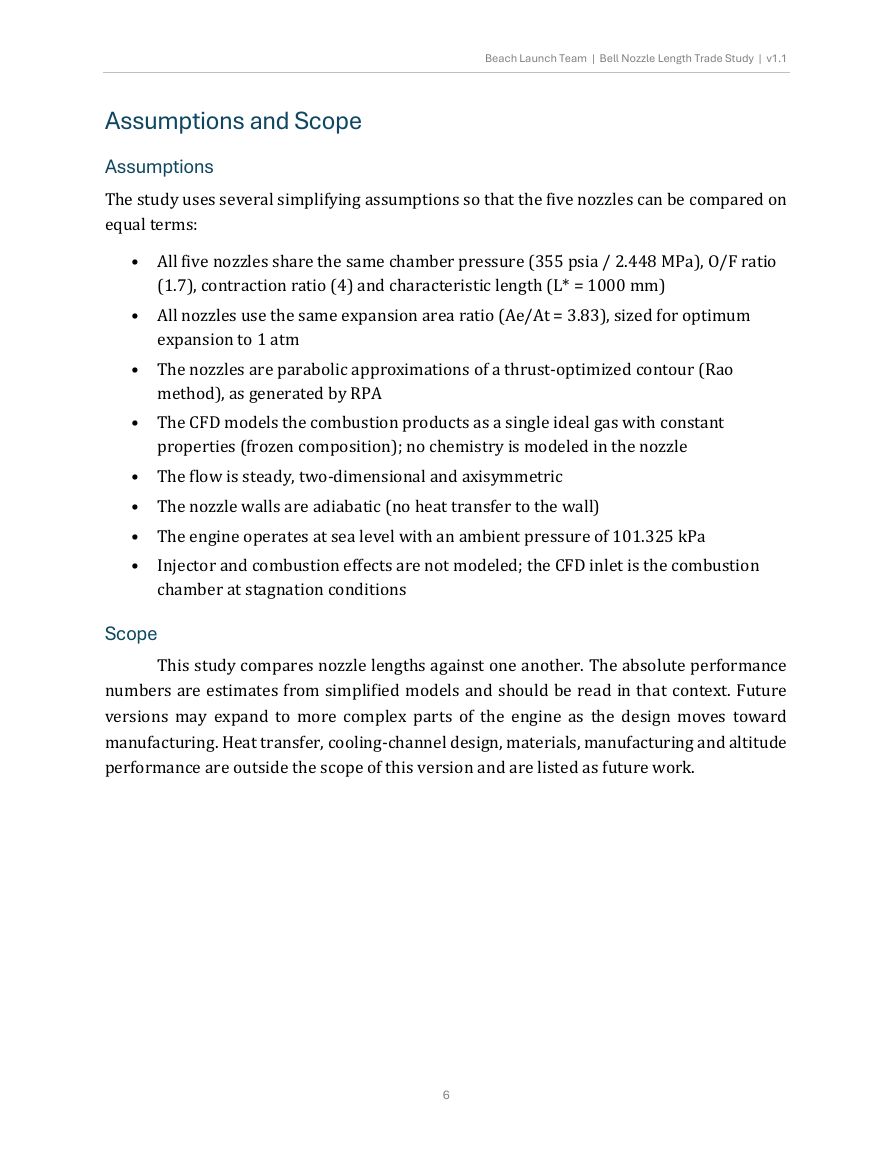 Beach Launch Team | Bell Nozzle Length Trade Study | v1.1
Assumptions and Scope
Assumptions
The study uses several simplifying assumptions so that the five nozzles can be compared on
equal terms:
• All five nozzles share the same chamber pressure (355 psia / 2.448 MPa), O/F ratio
(1.7), contraction ratio (4) and characteristic length (L* = 1000 mm)
• All nozzles use the same expansion area ratio (Ae/At = 3.83), sized for optimum
expansion to 1 atm
• The nozzles are parabolic approximations of a thrust-optimized contour (Rao
method), as generated by RPA
• The CFD models the combustion products as a single ideal gas with constant
properties (frozen composition); no chemistry is modeled in the nozzle
• The flow is steady, two-dimensional and axisymmetric
• The nozzle walls are adiabatic (no heat transfer to the wall)
• The engine operates at sea level with an ambient pressure of 101.325 kPa
• Injector and combustion effects are not modeled; the CFD inlet is the combustion
chamber at stagnation conditions
Scope
This study compares nozzle lengths against one another. The absolute performance
numbers are estimates from simplified models and should be read in that context. Future
versions may expand to more complex parts of the engine as the design moves toward
manufacturing. Heat transfer, cooling-channel design, materials, manufacturing and altitude
performance are outside the scope of this version and are listed as future work.
6